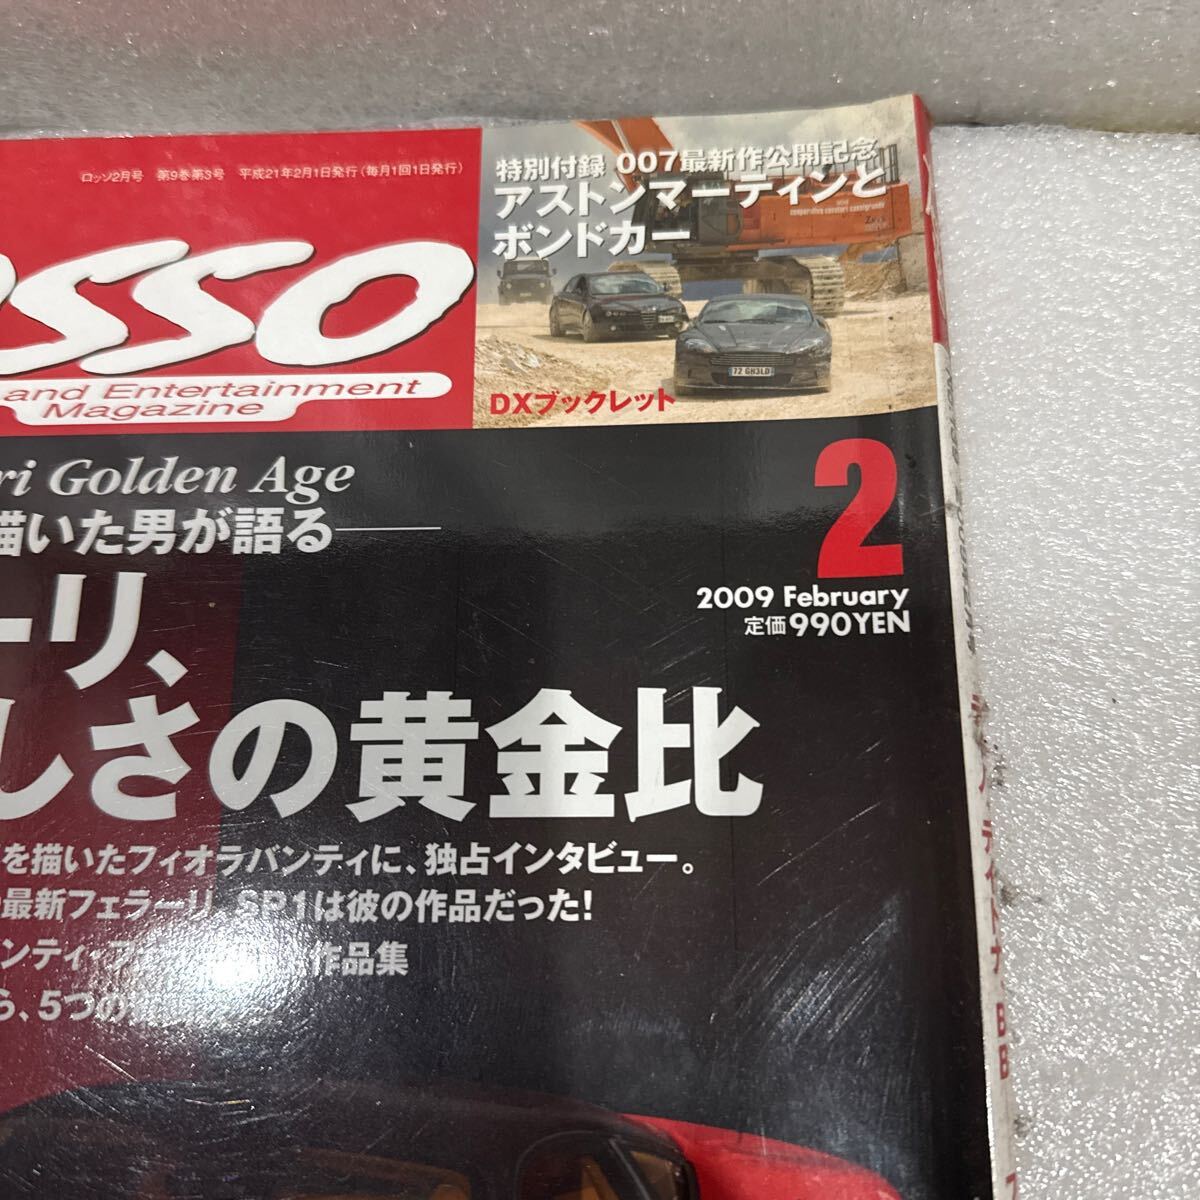 ロッソ2月号 第9巻第3号 平成21年2月1日発行(毎月1回1日発行)
osso
and Entertainment
Magazine
特別付録 007最新作公開記念
アストンマーティンと
ボンドカー
72 GH3LD
DXブックレット
ri Golden Age
描いた男が語る――
2
2009 February
定価990YEN
ーリ、
しさの黄金比
を描いたフィオラバンティに、独占インタビュー。
最新フェラーリ、SP1は彼の作品だった!
ンティ・
作品集
ら、5つの